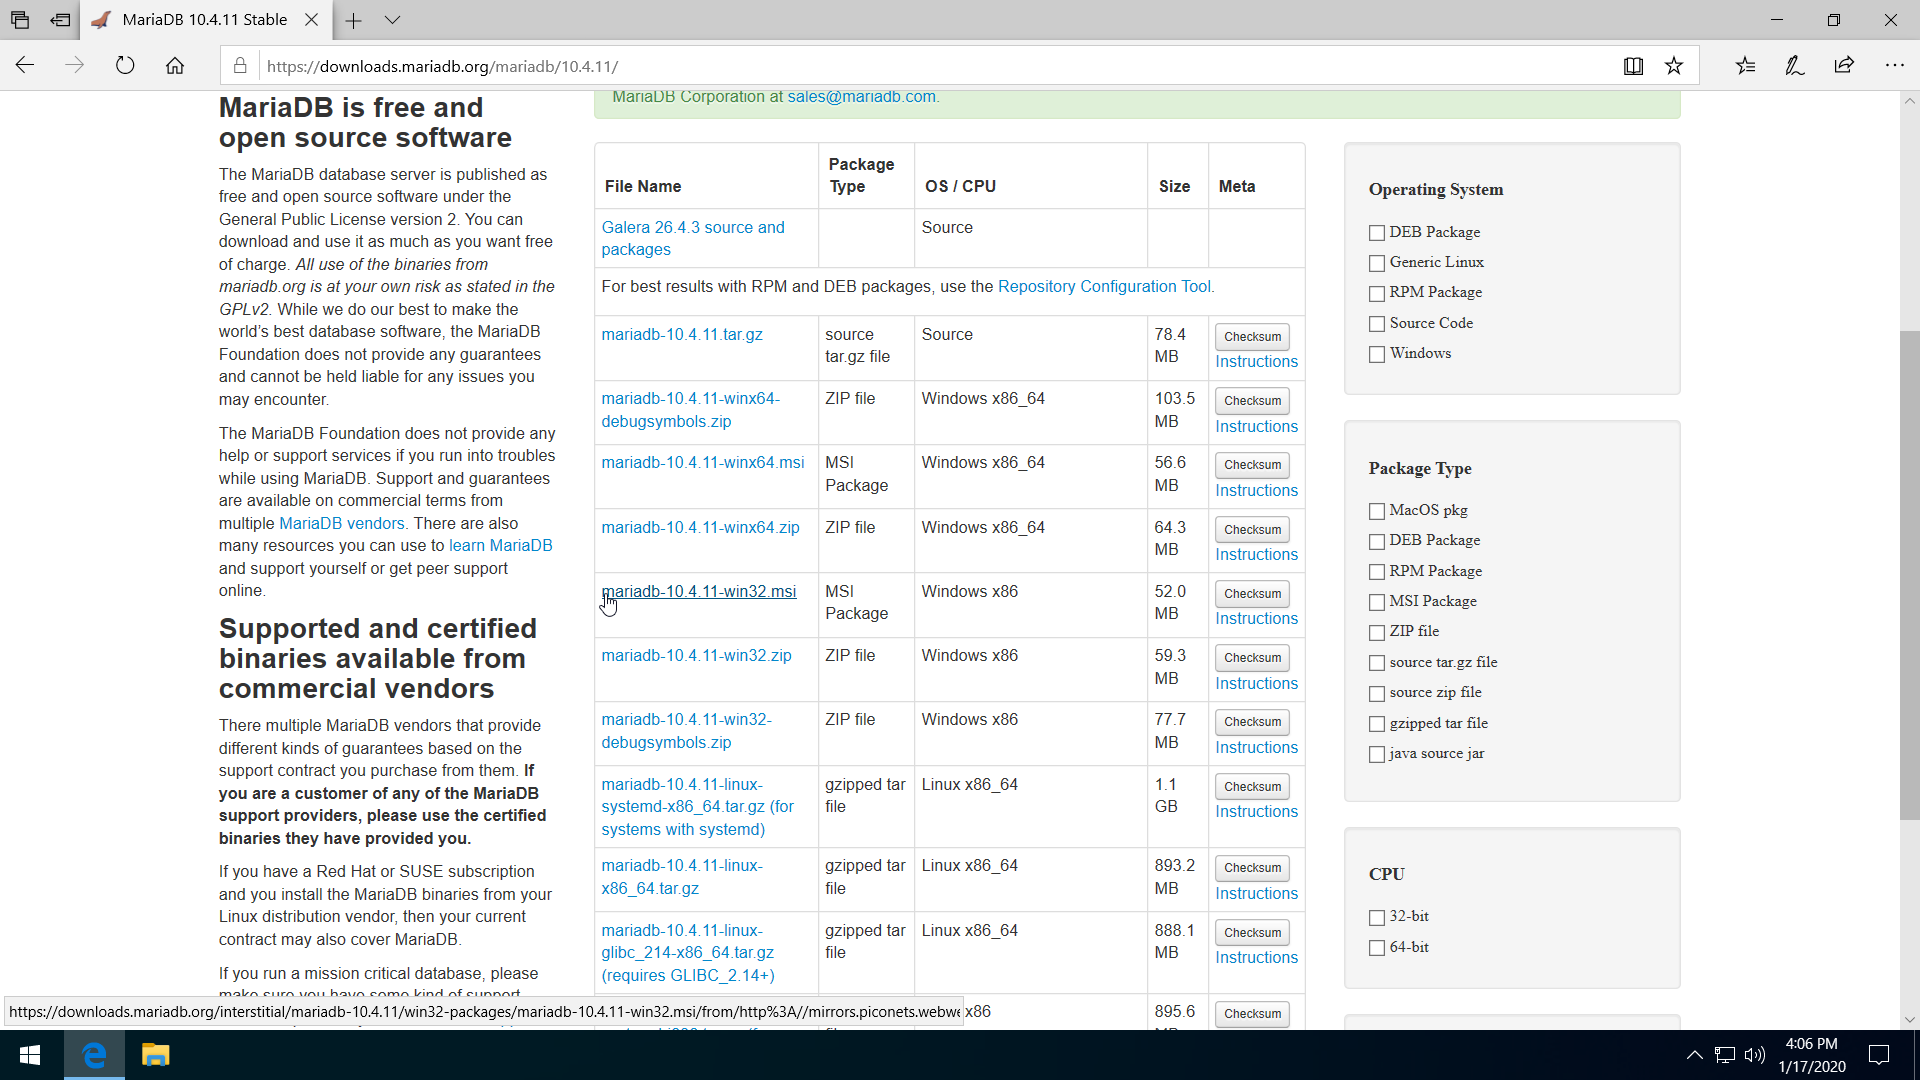 MariaDB 10.4.11 Stable
https://downloads.mariadb.org/mariadb/10.4.11/
MariaDB is free and
open source software
The MariaDB database server is published as
free and open source software under the
General Public License version 2. You can
download and use it as much as you want free
of charge. All use of the binaries from
mariadb.org is at your own risk as stated in the
GPLv2. While we do our best to make the
world's best database software, the MariaDB
Foundation does not provide any guarantees
and cannot be held liable for any issues you
may encounter.
The MariaDB Foundation does not provide any
help or support services if you run into troubles
while using MariaDB. Support and guarantees
are available on commercial terms from
multiple MariaDB vendors. There are also
many resources you can use to learn MariaDB
and support yourself or get peer support
online.
Supported and certified
binaries available from
commercial vendors
There multiple MariaDB vendors that provide
different kinds of guarantees based on the
support contract you purchase from them. If
you are a customer of any of the MariaDB
support providers, please use the certified
binaries they have provided you.
If you have a Red Hat or SUSE subscription
and you install the MariaDB binaries from your
Linux distribution vendor, then your current
contract may also cover MariaDB.
If you run a mission critical database, please
make sure you have some kind of support
MariaDB Corporation at sales@mariadb.com.
File Name Package Type OS / CPU Size Meta
Galera 26.4.3 source and packages Source
For best results with RPM and DEB packages, use the Repository Configuration Tool.
mariadb-10.4.11.tar.gz source tar.gz file Source 78.4 MB Checksum Instructions
mariadb-10.4.11-winx64-debugsymbols.zip ZIP file Windows x86_64 103.5 MB Checksum Instructions
mariadb-10.4.11-winx64.msi MSI Package Windows x86_64 56.6 MB Checksum Instructions
mariadb-10.4.11-winx64.zip ZIP file Windows x86_64 64.3 MB Checksum Instructions
mariadb-10.4.11-win32.msi MSI Package Windows x86 52.0 MB Checksum Instructions
mariadb-10.4.11-win32.zip ZIP file Windows x86 59.3 MB Checksum Instructions
mariadb-10.4.11-win32-debugsymbols.zip ZIP file Windows x86 77.7 MB Checksum Instructions
mariadb-10.4.11-linux-systemd-x86_64.tar.gz (for systems with systemd) gzipped tar file Linux x86_64 1.1 GB Checksum Instructions
mariadb-10.4.11-linux-x86_64.tar.gz gzipped tar file Linux x86_64 893.2 MB Checksum Instructions
mariadb-10.4.11-linux-glibc_214-x86_64.tar.gz (requires GLIBC_2.14+) gzipped tar file Linux x86_64 888.1 MB Checksum Instructions
x86 895.6 Checksum
Operating System
DEB Package
Generic Linux
RPM Package
Source Code
Windows
Package Type
MacOS pkg
DEB Package
RPM Package
MSI Package
ZIP file
source tar.gz file
source zip file
gzipped tar file
java source jar
CPU
32-bit
64-bit
https://downloads.mariadb.org/interstitial/mariadb-10.4.11/win32-packages/mariadb-10.4.11-win32.msi/from/http%3A//mirrors.piconets.webwe
4:06 PM
1/17/2020